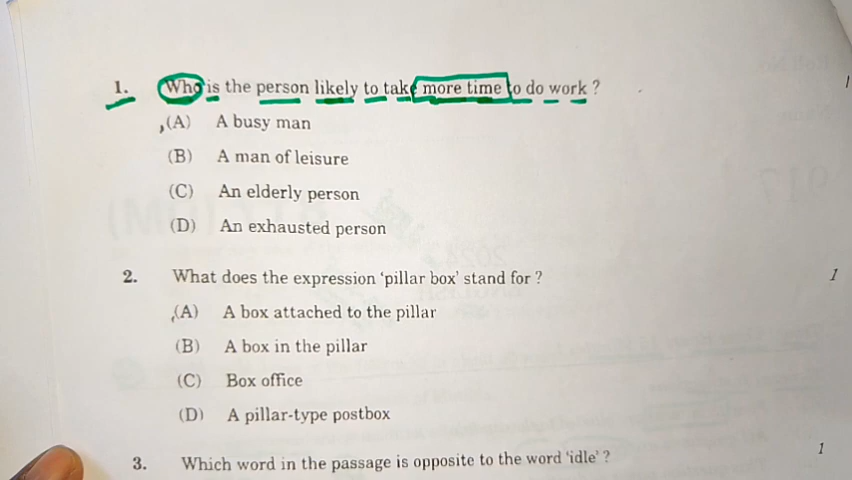 1. Who is the person likely to take more time to do work ?
(A) A busy man
(B) A man of leisure
(C) An elderly person
(D) An exhausted person
2. What does the expression ‘pillar box’ stand for ? 1
(A) A box attached to the pillar
(B) A box in the pillar
(C) Box office
(D) A pillar-type postbox
3. Which word in the passage is opposite to the word ‘idle’ ? 1